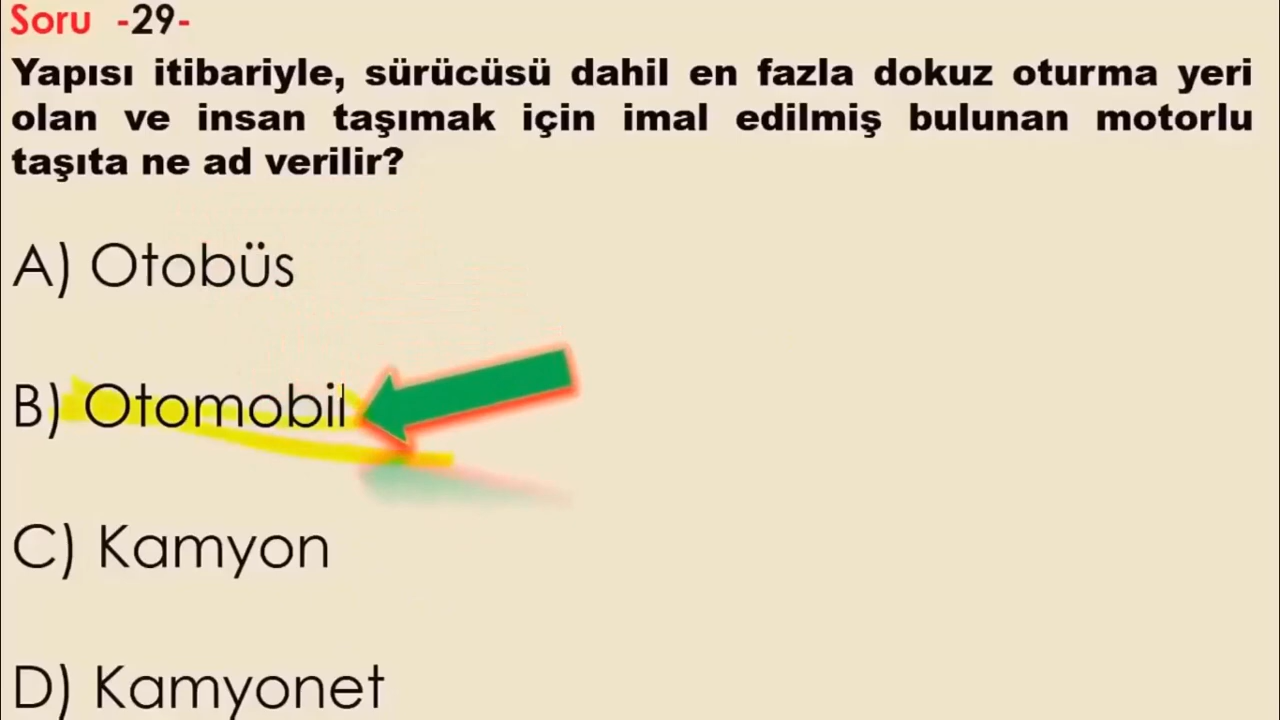 Soru -29-
Yapısı itibariyle, sürücüsü dahil en fazla dokuz oturma yeri
olan ve insan taşımak için imal edilmiş bulunan motorlu
taşıta ne ad verilir?
A) Otobüs
B) Otomobil
C) Kamyon
D) Kamyonet